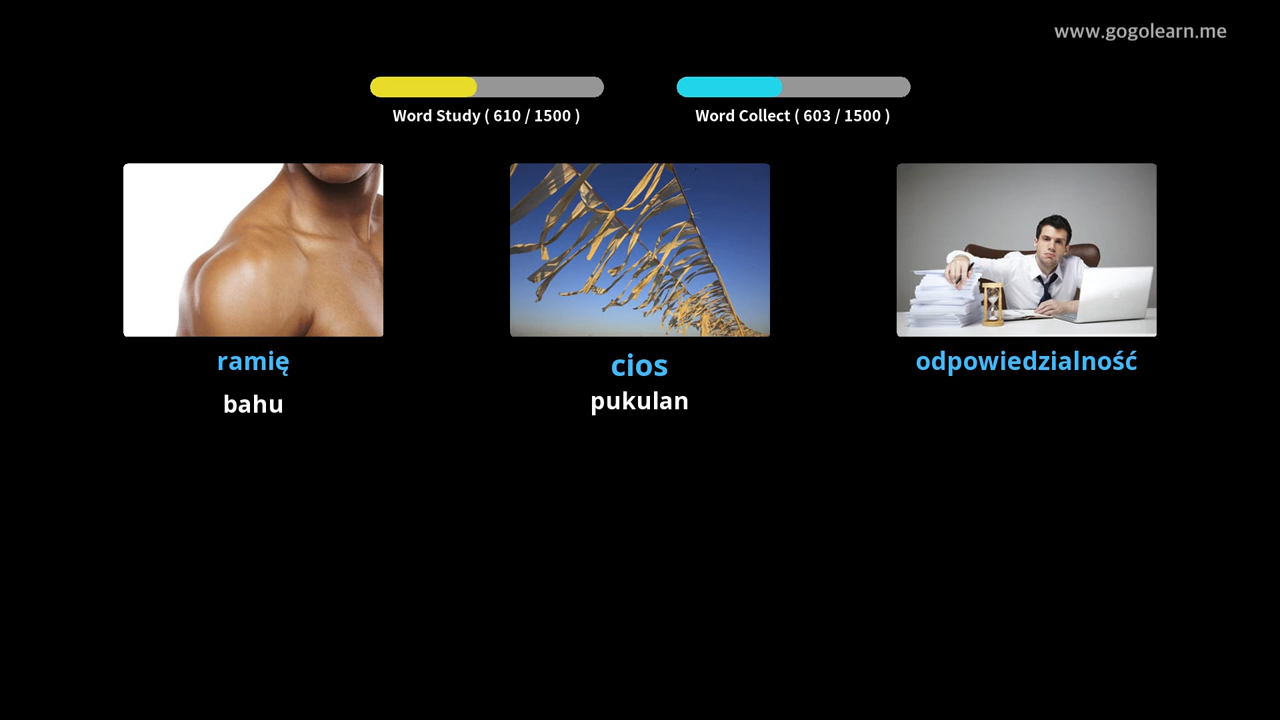 www.gogolearn.me
Word Study ( 610 / 1500 )
Word Collect ( 603 / 1500 )
ramię
bahu
cios
pukulan
odpowiedzialność